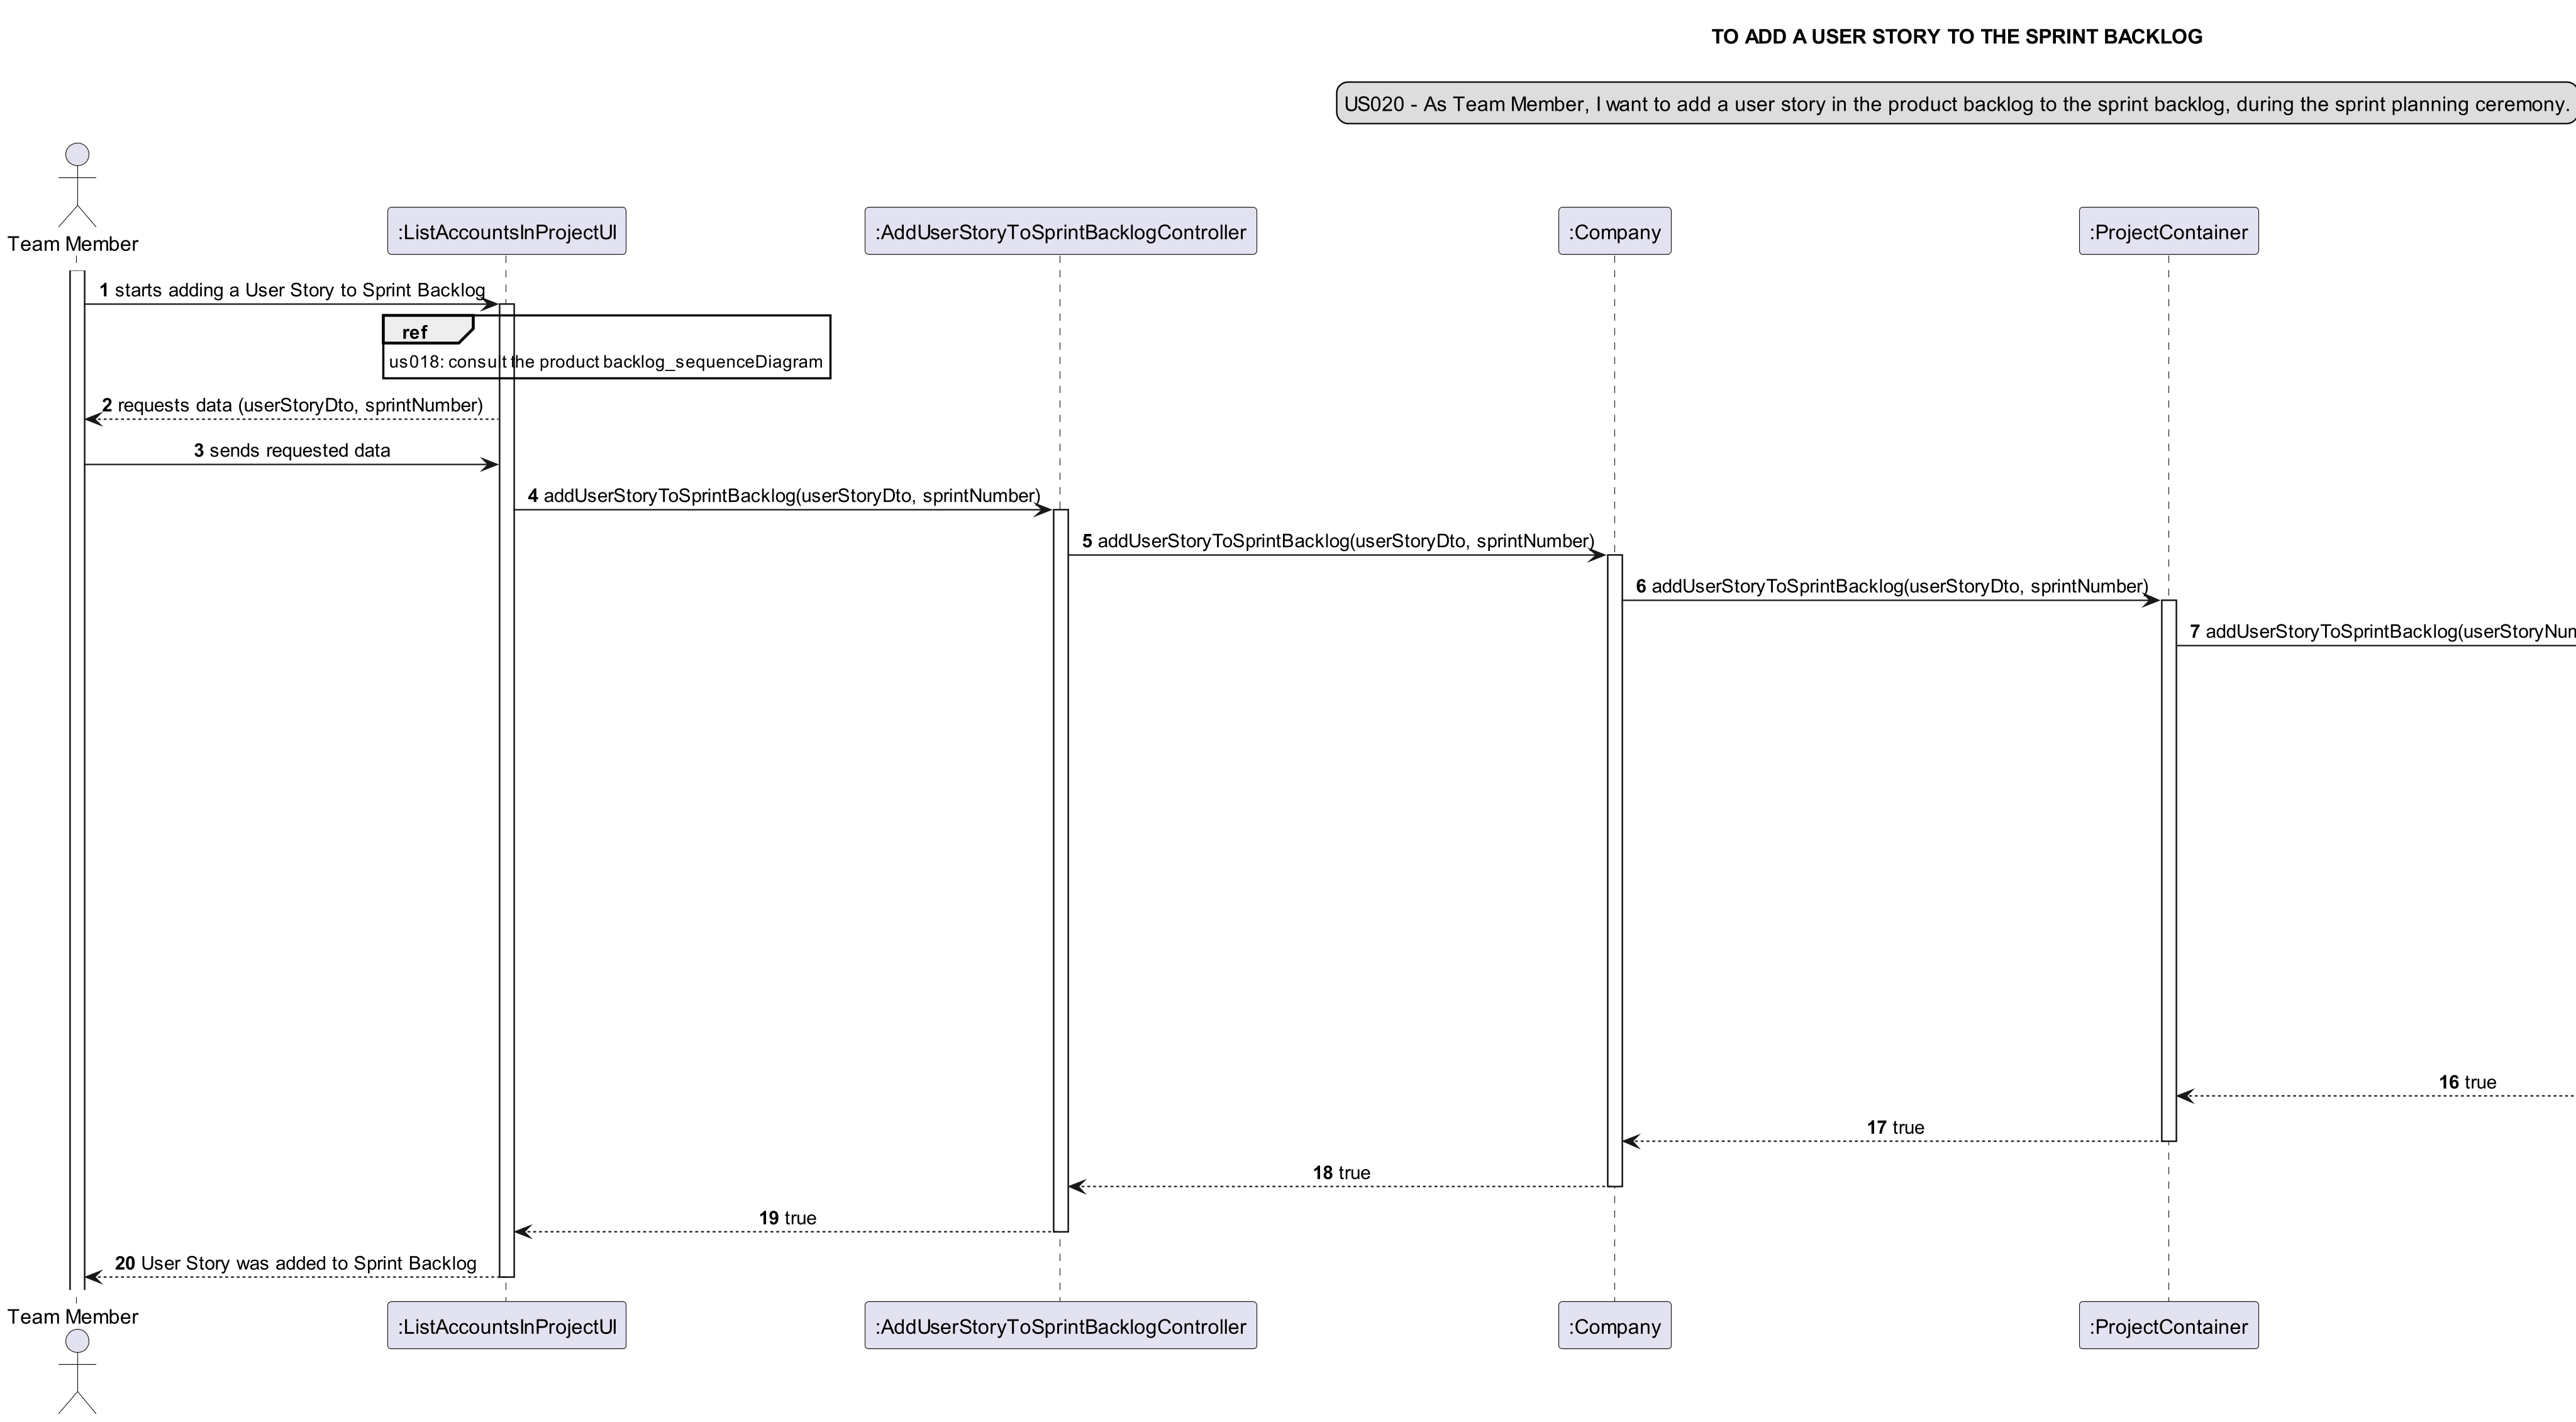 TO ADD A USER STORY TO THE SPRINT BACKLOG
US020 - As Team Member, I want to add a user story in the product backlog to the sprint backlog, during the sprint planning ceremony.
Team Member
:ListAccountsInProjectUI
:AddUserStoryToSprintBacklogController
:Company
:ProjectContainer
1 starts adding a User Story to Sprint Backlog
ref
us018: consult the product backlog_sequenceDiagram
2 requests data (userStoryDto, sprintNumber)
3 sends requested data
4 addUserStoryToSprintBacklog(userStoryDto, sprintNumber)
5 addUserStoryToSprintBacklog(userStoryDto, sprintNumber)
6 addUserStoryToSprintBacklog(userStoryDto, sprintNumber)
7 addUserStoryToSprintBacklog(userStoryNun
16 true
17 true
18 true
19 true
20 User Story was added to Sprint Backlog
Team Member
:ListAccountsInProjectUI
:AddUserStoryToSprintBacklogController
:Company
:ProjectContainer